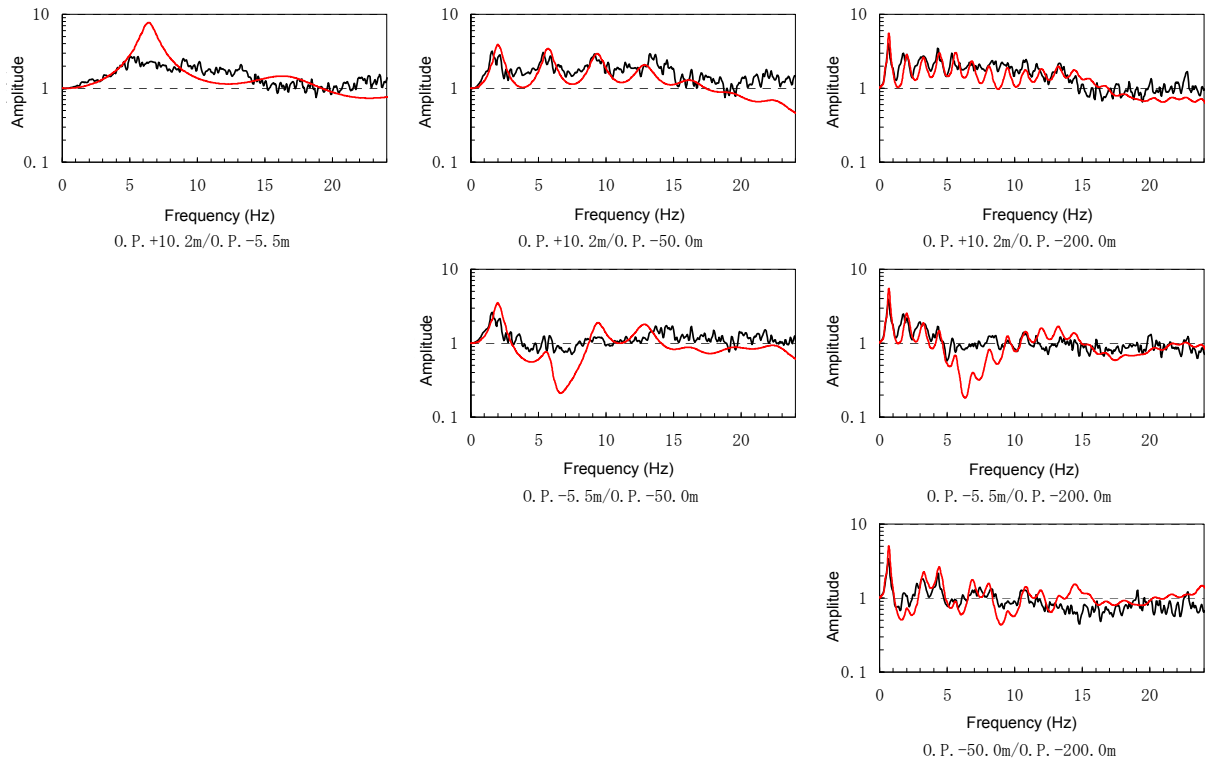 10
1
0.1
Amplitude
0 5 10 15 20
Frequency (Hz)
O.P.+10.2m/O.P.-5.5m
10
1
0.1
Amplitude
0 5 10 15 20
Frequency (Hz)
O.P.+10.2m/O.P.-50.0m
10
1
0.1
Amplitude
0 5 10 15 20
Frequency (Hz)
O.P.+10.2m/O.P.-200.0m
10
1
0.1
Amplitude
0 5 10 15 20
Frequency (Hz)
O.P.-5.5m/O.P.-50.0m
10
1
0.1
Amplitude
0 5 10 15 20
Frequency (Hz)
O.P.-5.5m/O.P.-200.0m
10
1
0.1
Amplitude
0 5 10 15 20
Frequency (Hz)
O.P.-50.0m/O.P.-200.0m